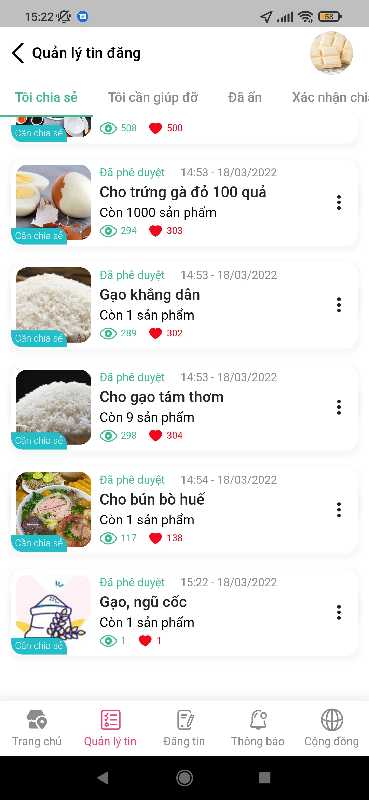 15:22
58
Quản lý tin đăng
Tôi chia sẻ
Tôi cần giúp đỡ
Đã ẩn
Xác nhận chia
Cần chia sẻ
508
500
Đã phê duyệt
14:53 - 18/03/2022
Cho trứng gà đỏ 100 quả
Còn 1000 sản phẩm
294
303
Cần chia sẻ
Đã phê duyệt
14:53 - 18/03/2022
Gạo khẳng dân
Còn 1 sản phẩm
289
302
Cần chia sẻ
Đã phê duyệt
14:53 - 18/03/2022
Cho gạo tám thơm
Còn 9 sản phẩm
298
304
Cần chia sẻ
Đã phê duyệt
14:54 - 18/03/2022
Cho bún bò huế
Còn 1 sản phẩm
117
138
Cần chia sẻ
Đã phê duyệt
15:22 - 18/03/2022
Gạo, ngũ cốc
Còn 1 sản phẩm
1
1
Cần chia sẻ
Trang chủ
Quản lý tin
Đăng tin
Thông báo
Cộng đồng